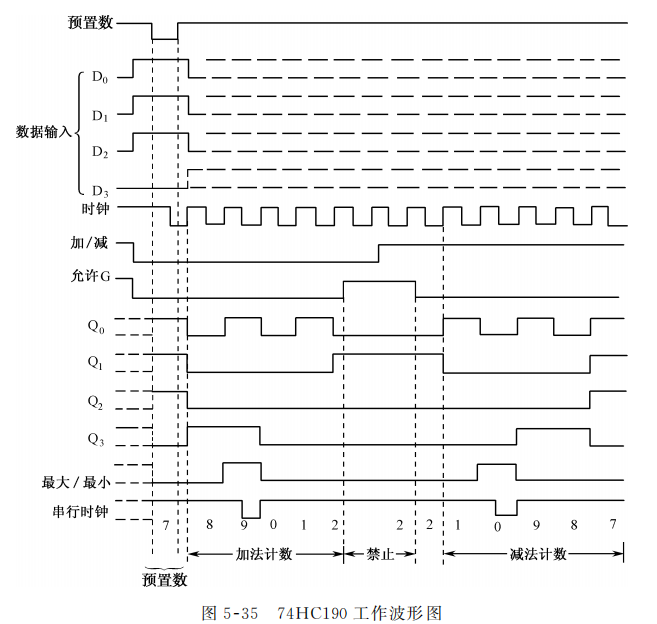 预置数
D0
D1
数据输入
D2
D3
时钟
加/减
允许G
Q0
Q1
Q2
Q3
最大/最小
串行时钟
7 8 9 0 1 2 2 2 1 0 9 8 7
加法计数 禁止 减法计数
预置数
图 5-35 74HC190 工作波形图